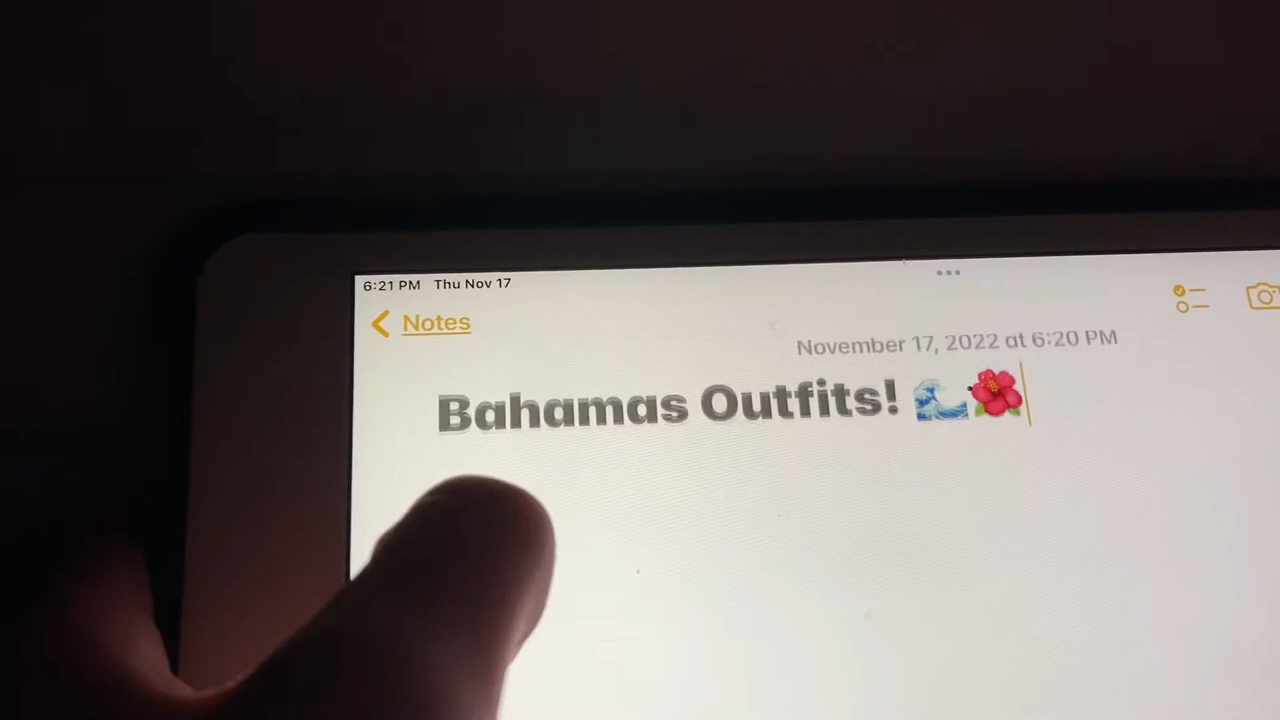 6:21 PM Thu Nov 17
Notes
November 17, 2022 at 6:20 PM
Bahamas Outfits! 🌊🌺